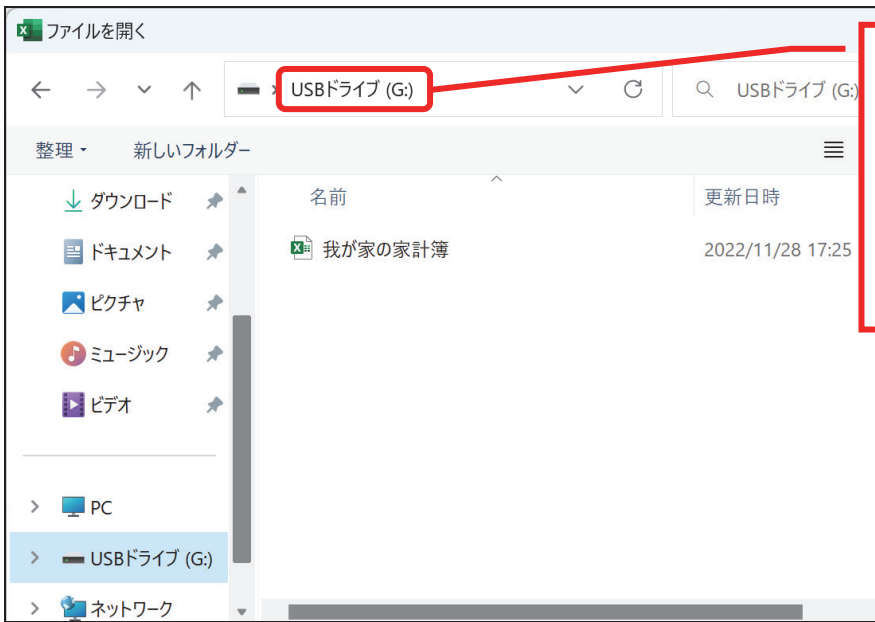 ファイルを開く
USBドライブ (G:)
USBドライブ (G:)
整理
新しいフォルダー
ダウンロード
ドキュメント
ピクチャ
ミュージック
ビデオ
PC
USBドライブ (G:)
ネットワーク
名前
更新日時
我が家の家計簿
2022/11/28 17:25